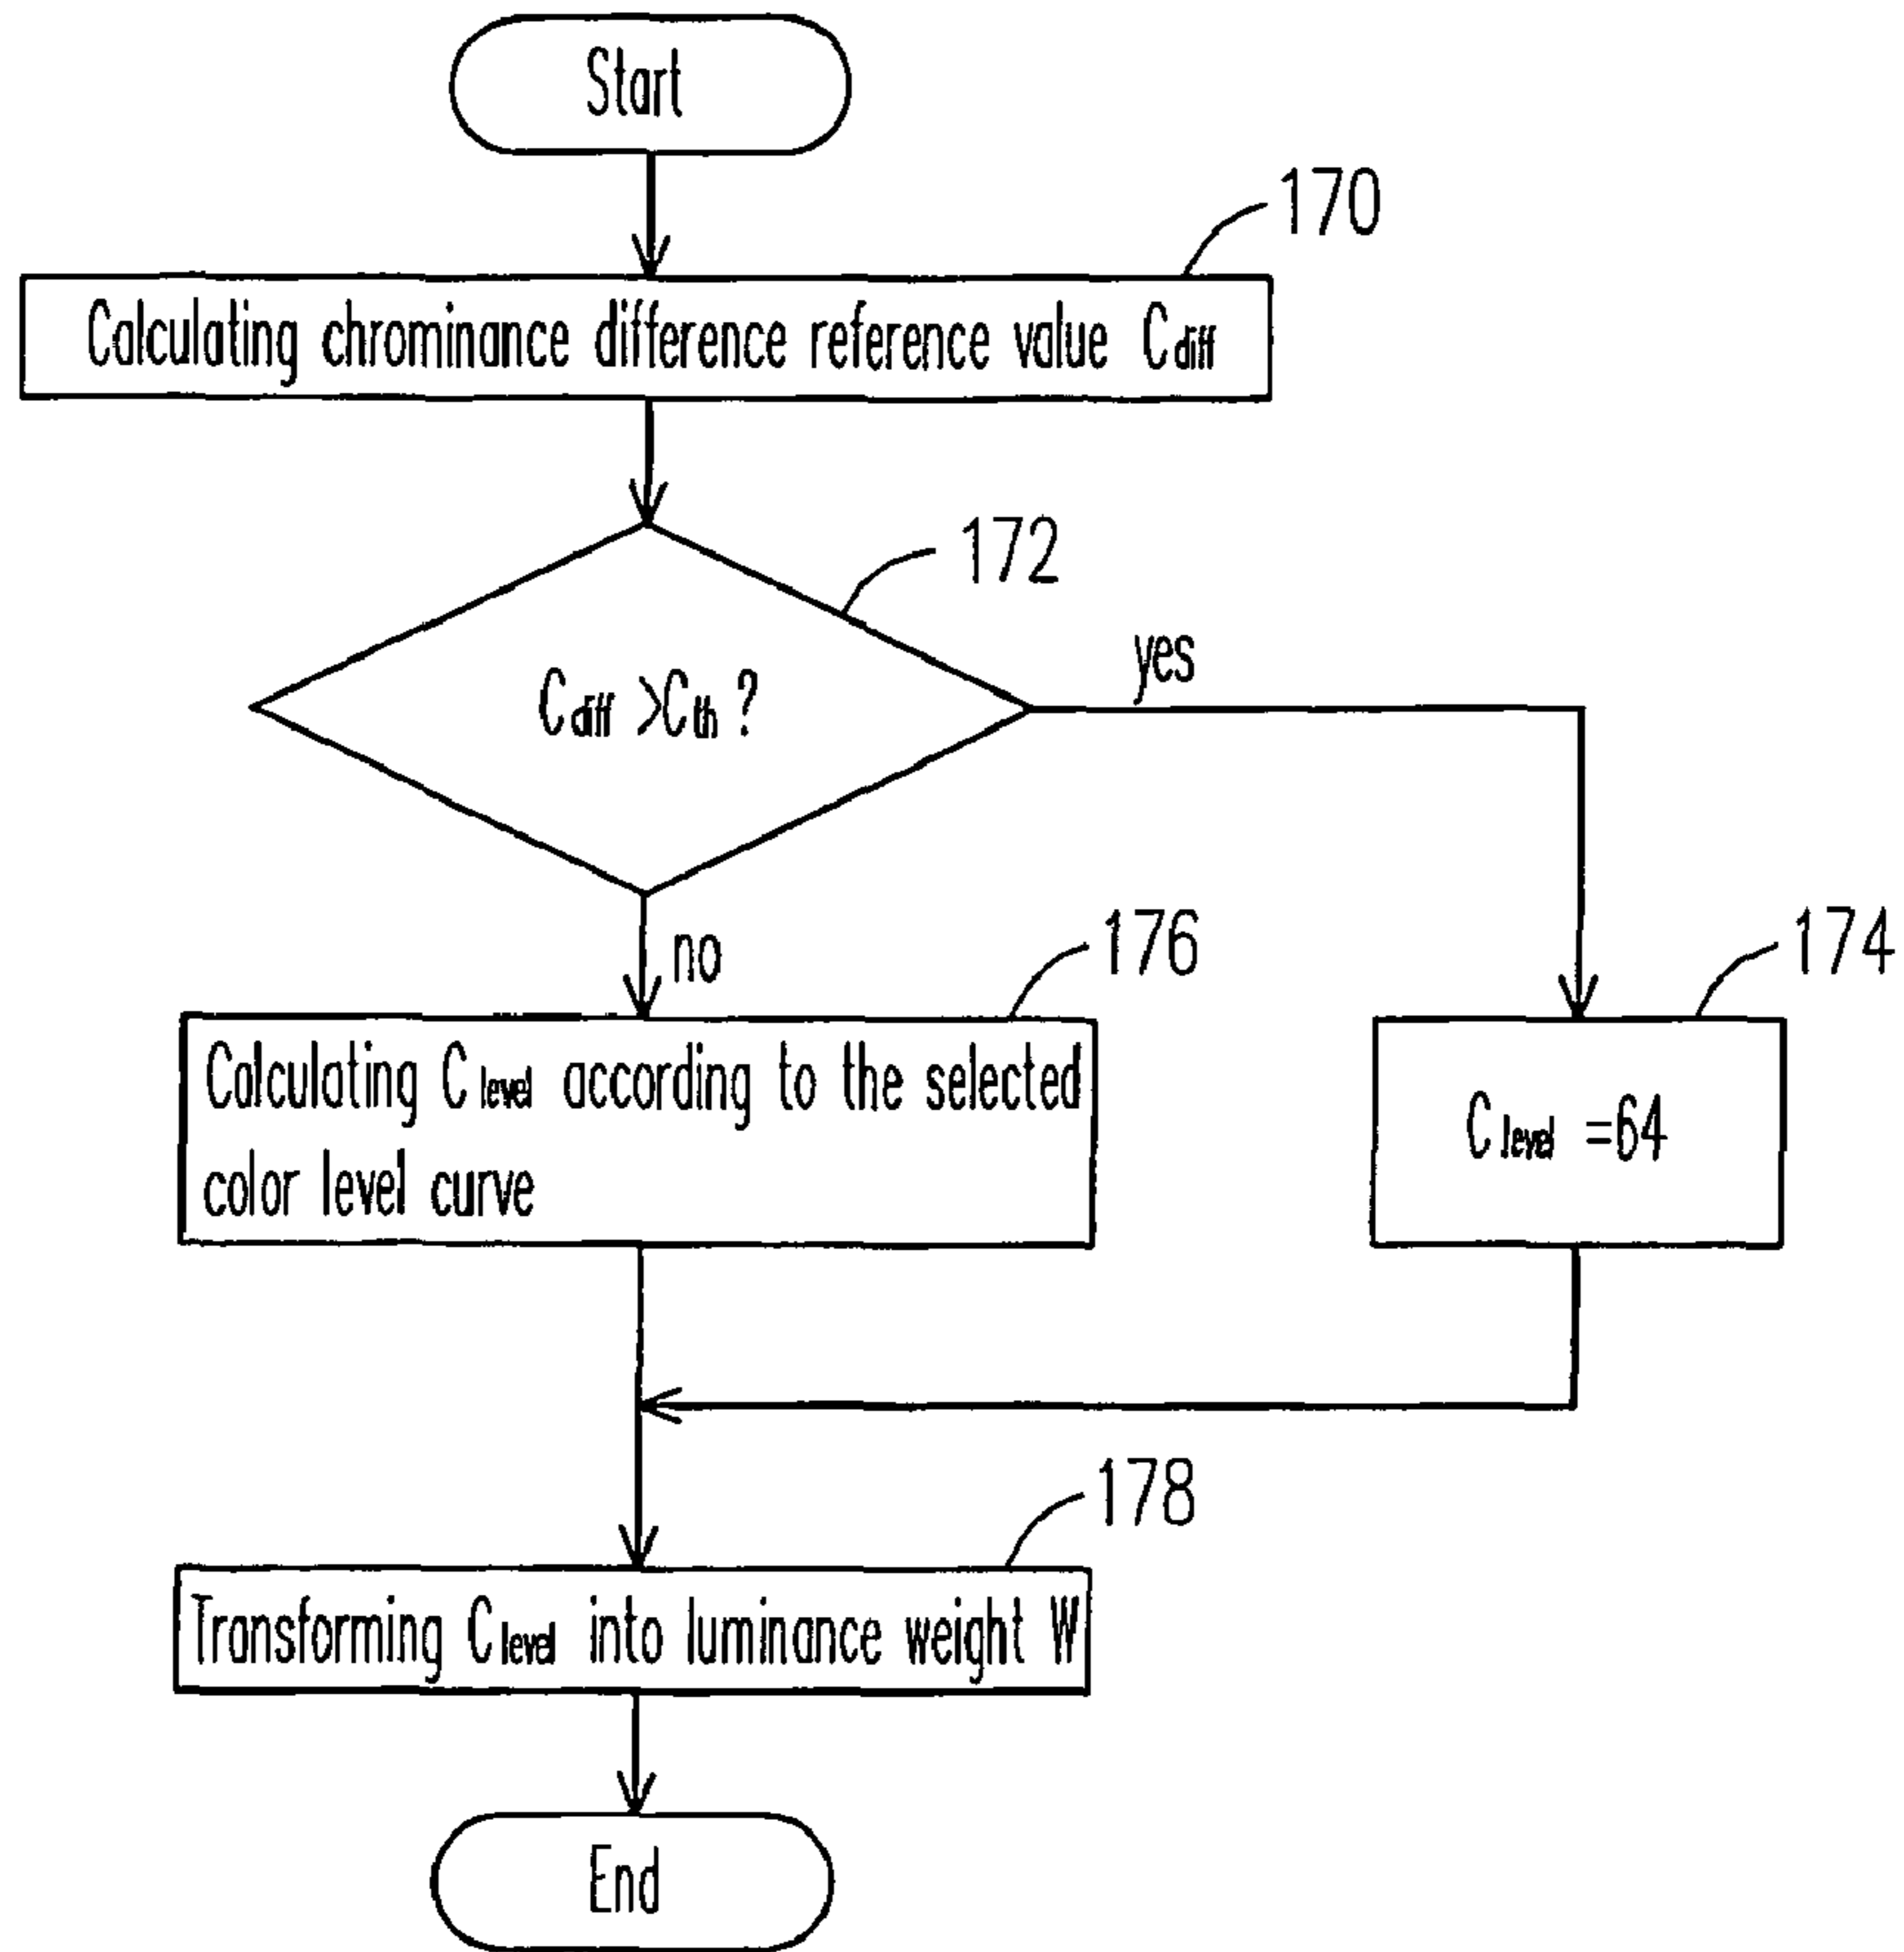 Start
170
Calculating chrominance difference reference value Cdiff
172
Cdiff >Cth ?
yes
no
176
174
Calculating Clevel according to the selected
color level curve
Clevel =64
178
Transforming Clevel into luminance weight W
End